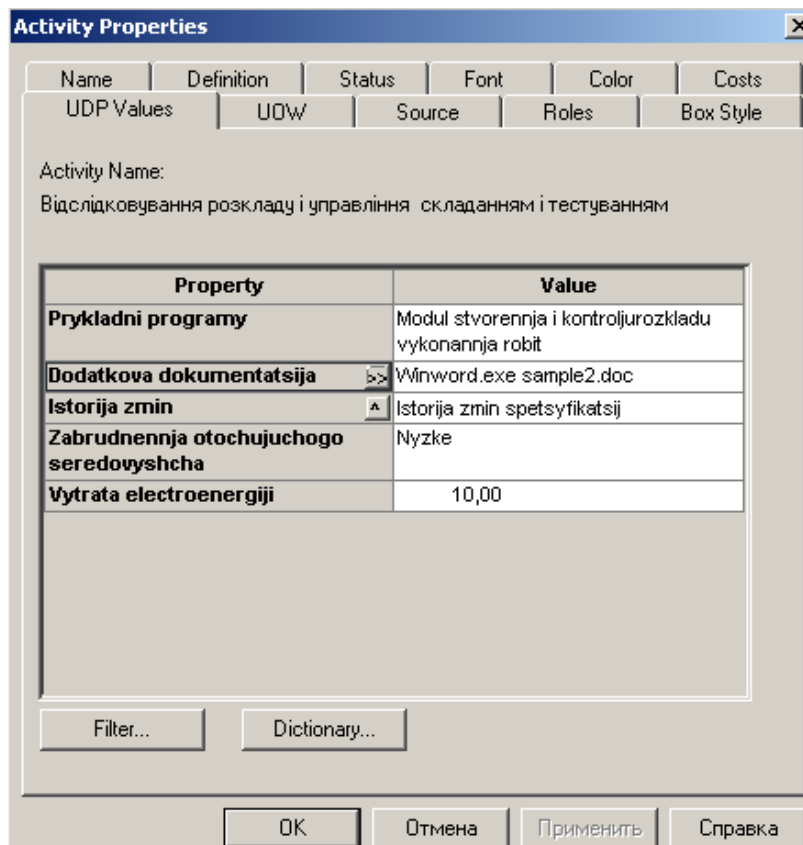 Activity Properties
Name Definition Status Font Color Costs
UDP Values UOW Source Roles Box Style
Activity Name:
Відслідковування розкладу і управління складанням і тестуванням
Property Value
Prykladni programy Modul stvorennja i kontroljurozkladu
vykonannja robit
Dodatkova dokumentatsija >> Winword.exe sample2.doc
Istorija zmin ^ Istorija zmin spetsyfikatsij
Zabrudnennja otochujuchogo Nyzke
seredovyshcha
Vytrata electroenergiji 10,00
Filter... Dictionary...
OK Отмена Применить Справка